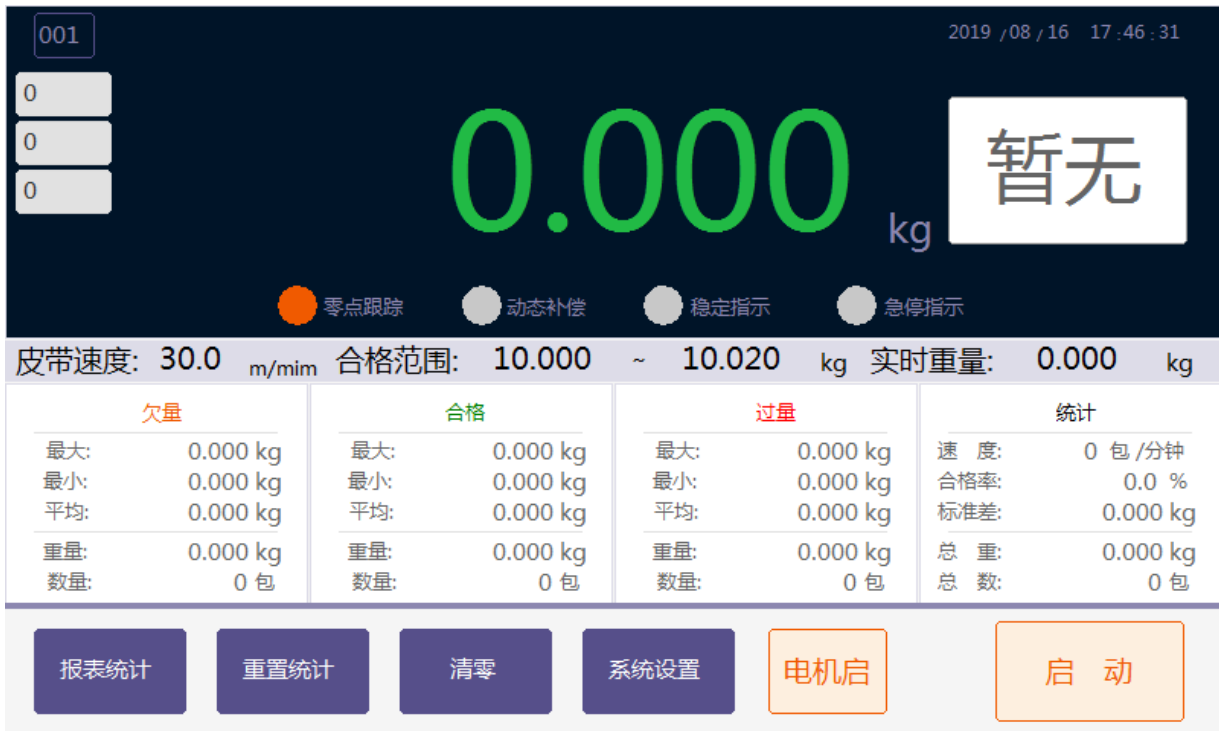 001
2019 /08 / 16 17 :46 : 31
0
0
0
0.000 kg
暂无
零点跟踪 动态补偿 稳定指示 急停指示
皮带速度: 30.0 m/mim 合格范围: 10.000 ~ 10.020 kg 实时重量: 0.000 kg
欠量 合格 过量 统计
最大: 0.000 kg 最大: 0.000 kg 最大: 0.000 kg 速 度: 0 包 /分钟
最小: 0.000 kg 最小: 0.000 kg 最小: 0.000 kg 合格率: 0.0 %
平均: 0.000 kg 平均: 0.000 kg 平均: 0.000 kg 标准差: 0.000 kg
重量: 0.000 kg 重量: 0.000 kg 重量: 0.000 kg 总 重: 0.000 kg
数量: 0 包 数量: 0 包 数量: 0 包 总 数: 0 包
报表统计 重置统计 清零 系统设置 电机启 启 动